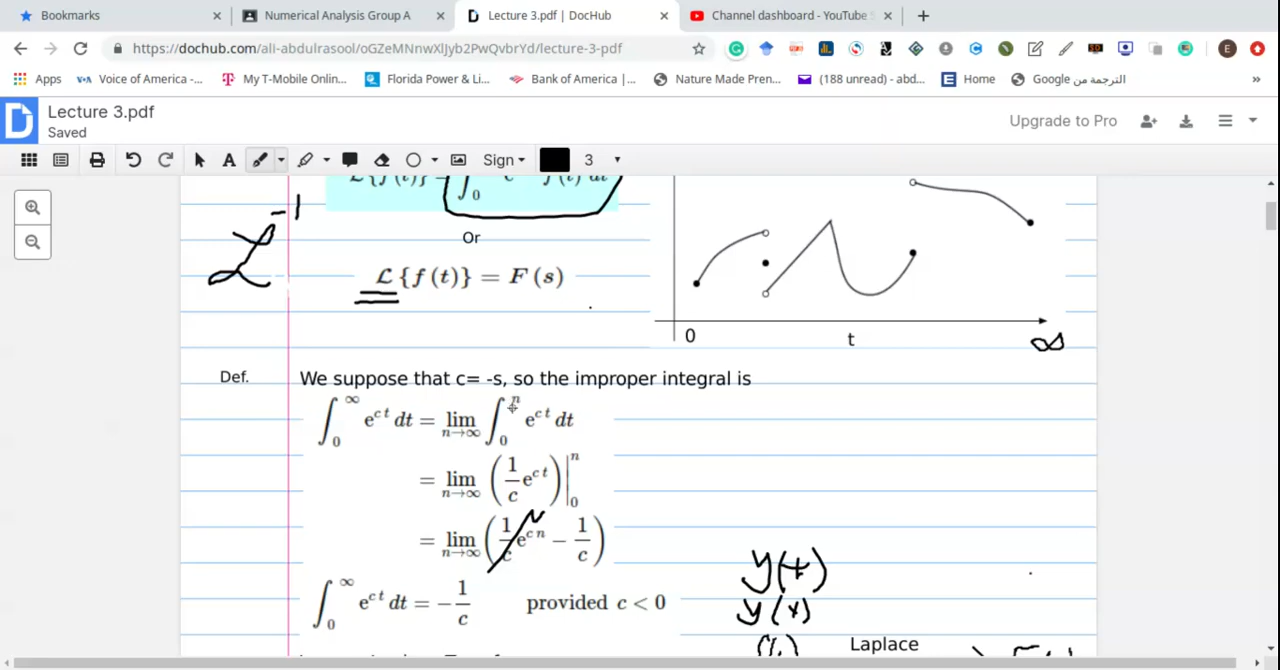 Bookmarks
Numerical Analysis Group A
Lecture 3.pdf | DocHub
Channel dashboard - YouTube
https://dochub.com/ali-abdulrasool/oGZeMNnwXlJyb2PwQvbrYd/lecture-3-pdf
E
Apps
Voice of America -...
My T-Mobile Onlin...
Florida Power & Li...
Bank of America |...
Nature Made Pren...
(188 unread) - abd...
Home
الترجمة من Google
»
Lecture 3.pdf
Saved
Upgrade to Pro
A
Sign
3
ℒ{f(t)} = ∫₀ e f(t) dt
ℒ⁻¹
Or
ℒ{f(t)} = F(s)
0
t
∞
Def.
We suppose that c= -s, so the improper integral is
∫₀^∞ e^{ct} dt = lim_{n→∞} ∫₀^n e^{ct} dt
= lim_{n→∞} (1/c e^{ct})|₀^n
= lim_{n→∞} (1/c e^{cn} − 1/c)
∫₀^∞ e^{ct} dt = −1/c provided c < 0
y(t)
y(x)
Laplace